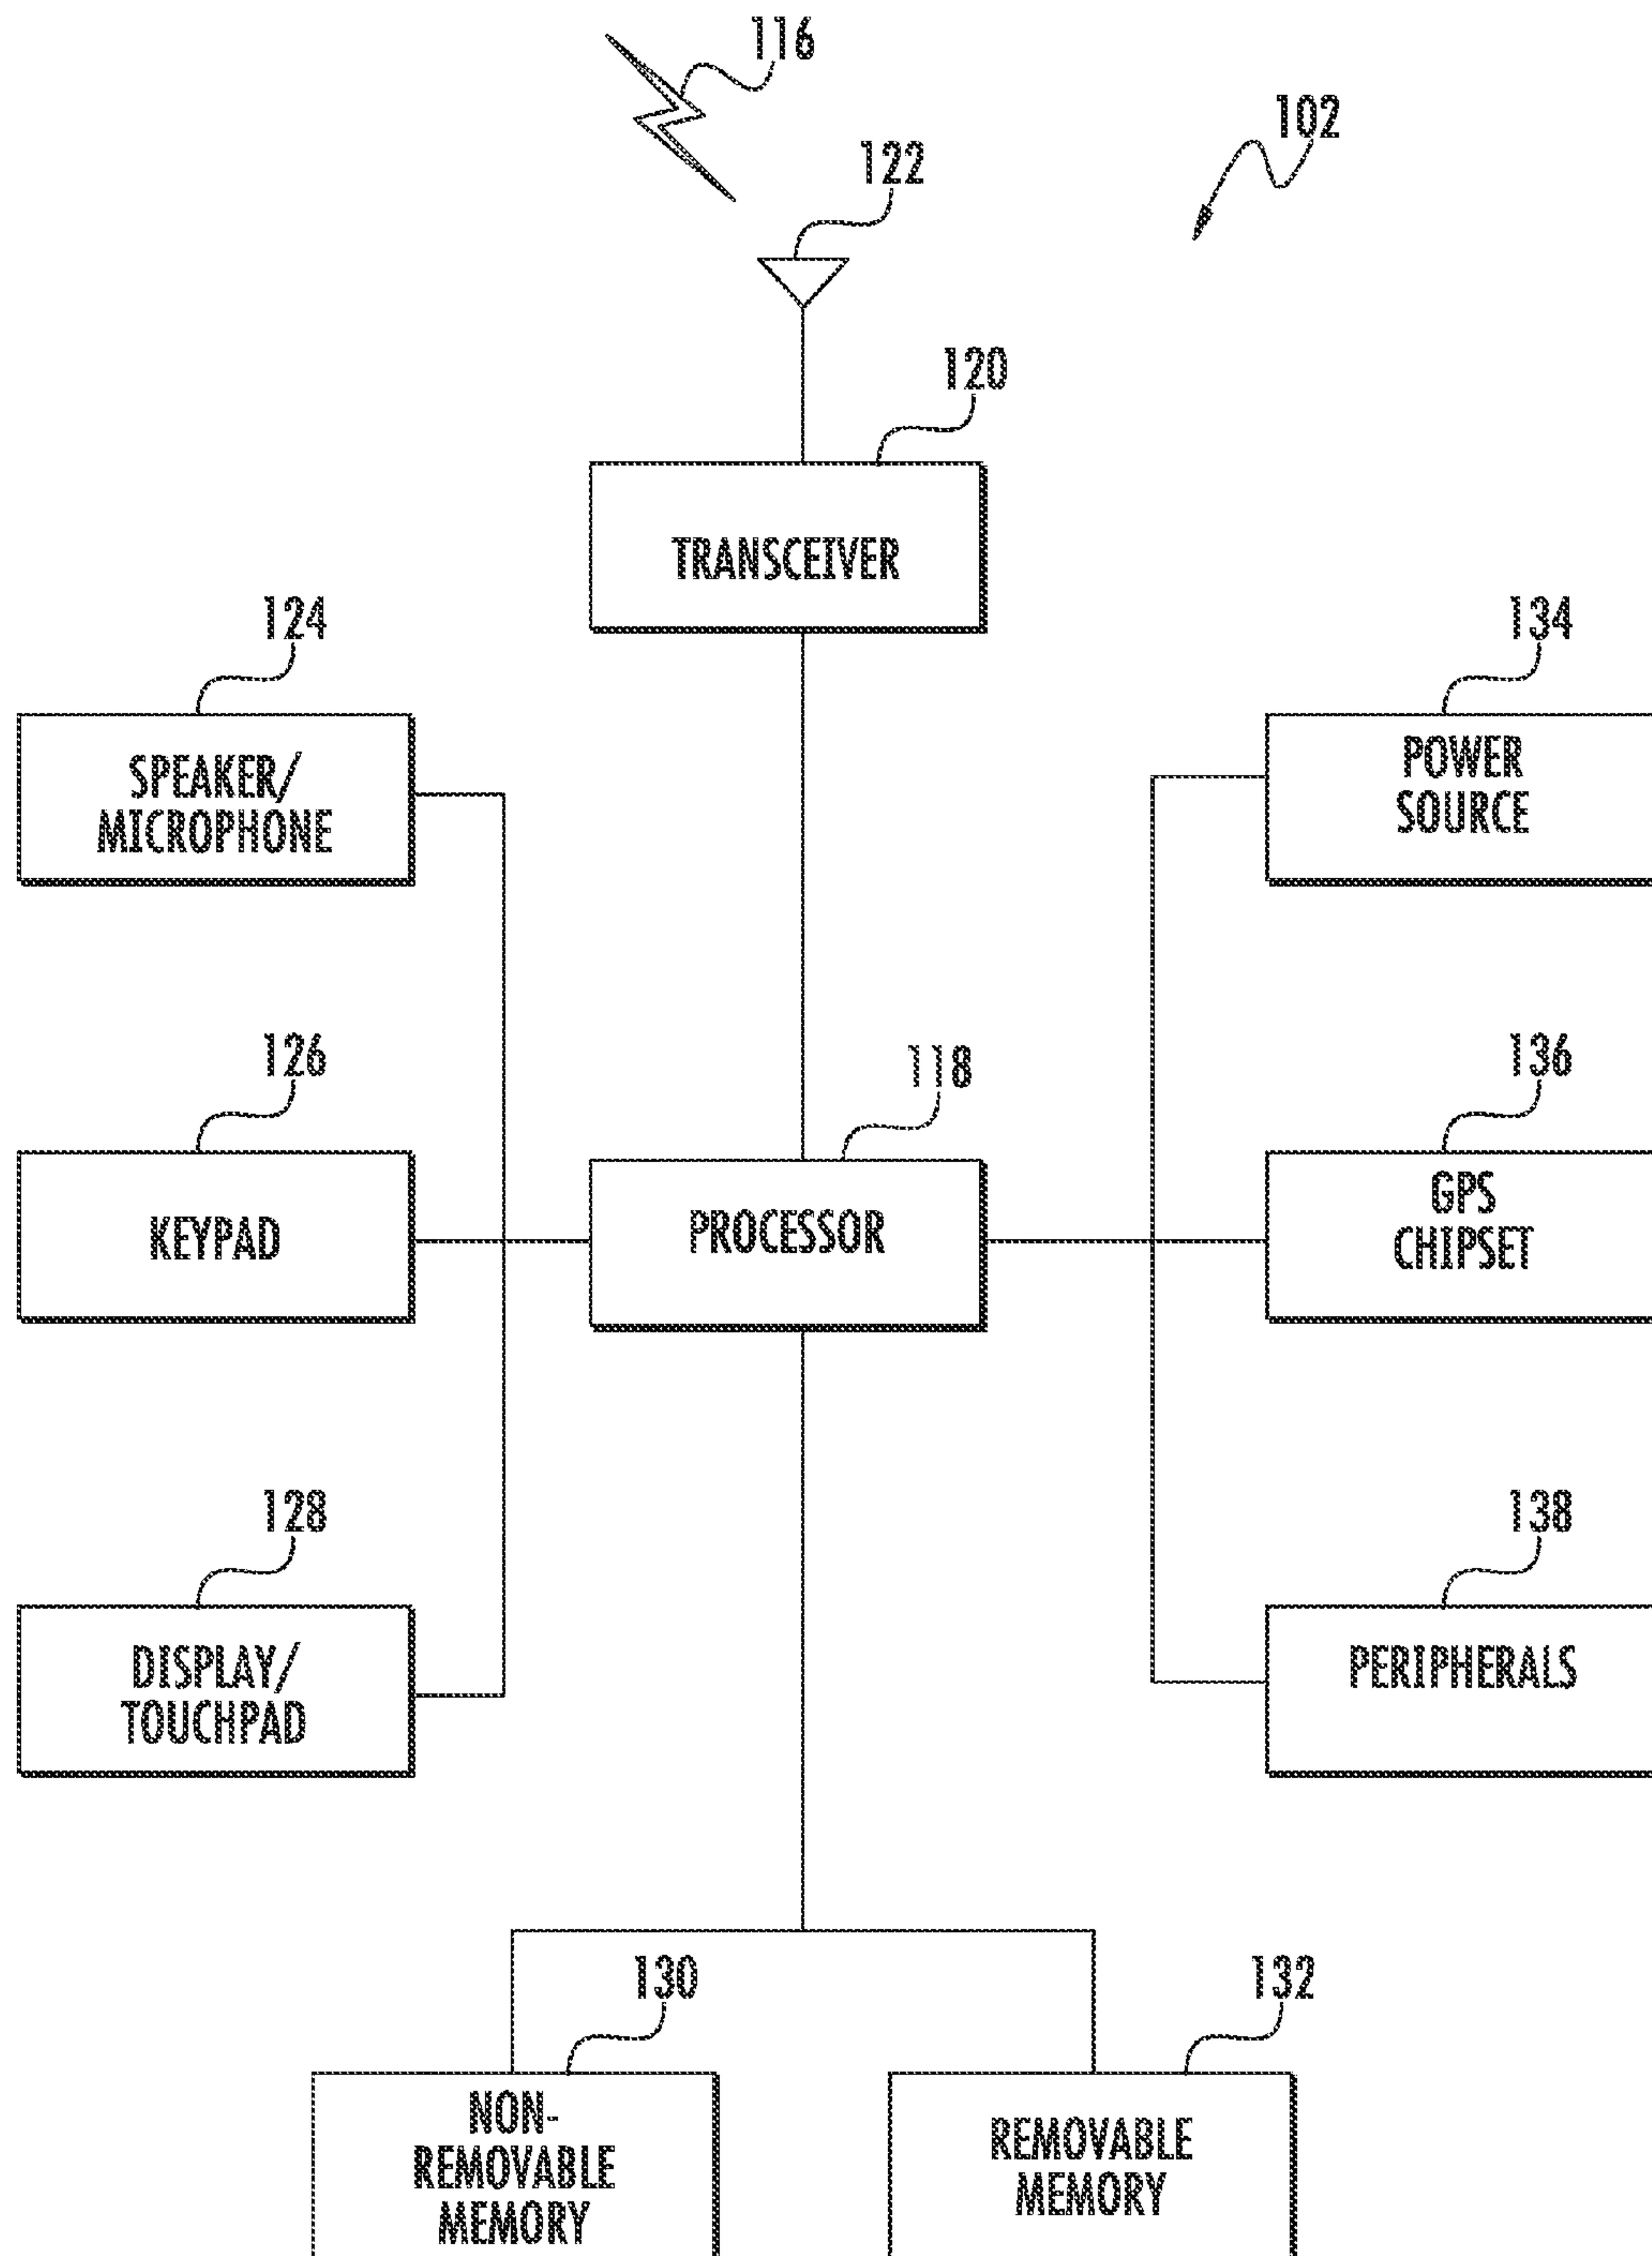 116
102
122
120
TRANSCEIVER
124
134
SPEAKER/
MICROPHONE
POWER
SOURCE
126
118
136
KEYPAD
PROCESSOR
GPS
CHIPSET
128
138
DISPLAY/
TOUCHPAD
PERIPHERALS
130
132
NON-
REMOVABLE
MEMORY
REMOVABLE
MEMORY